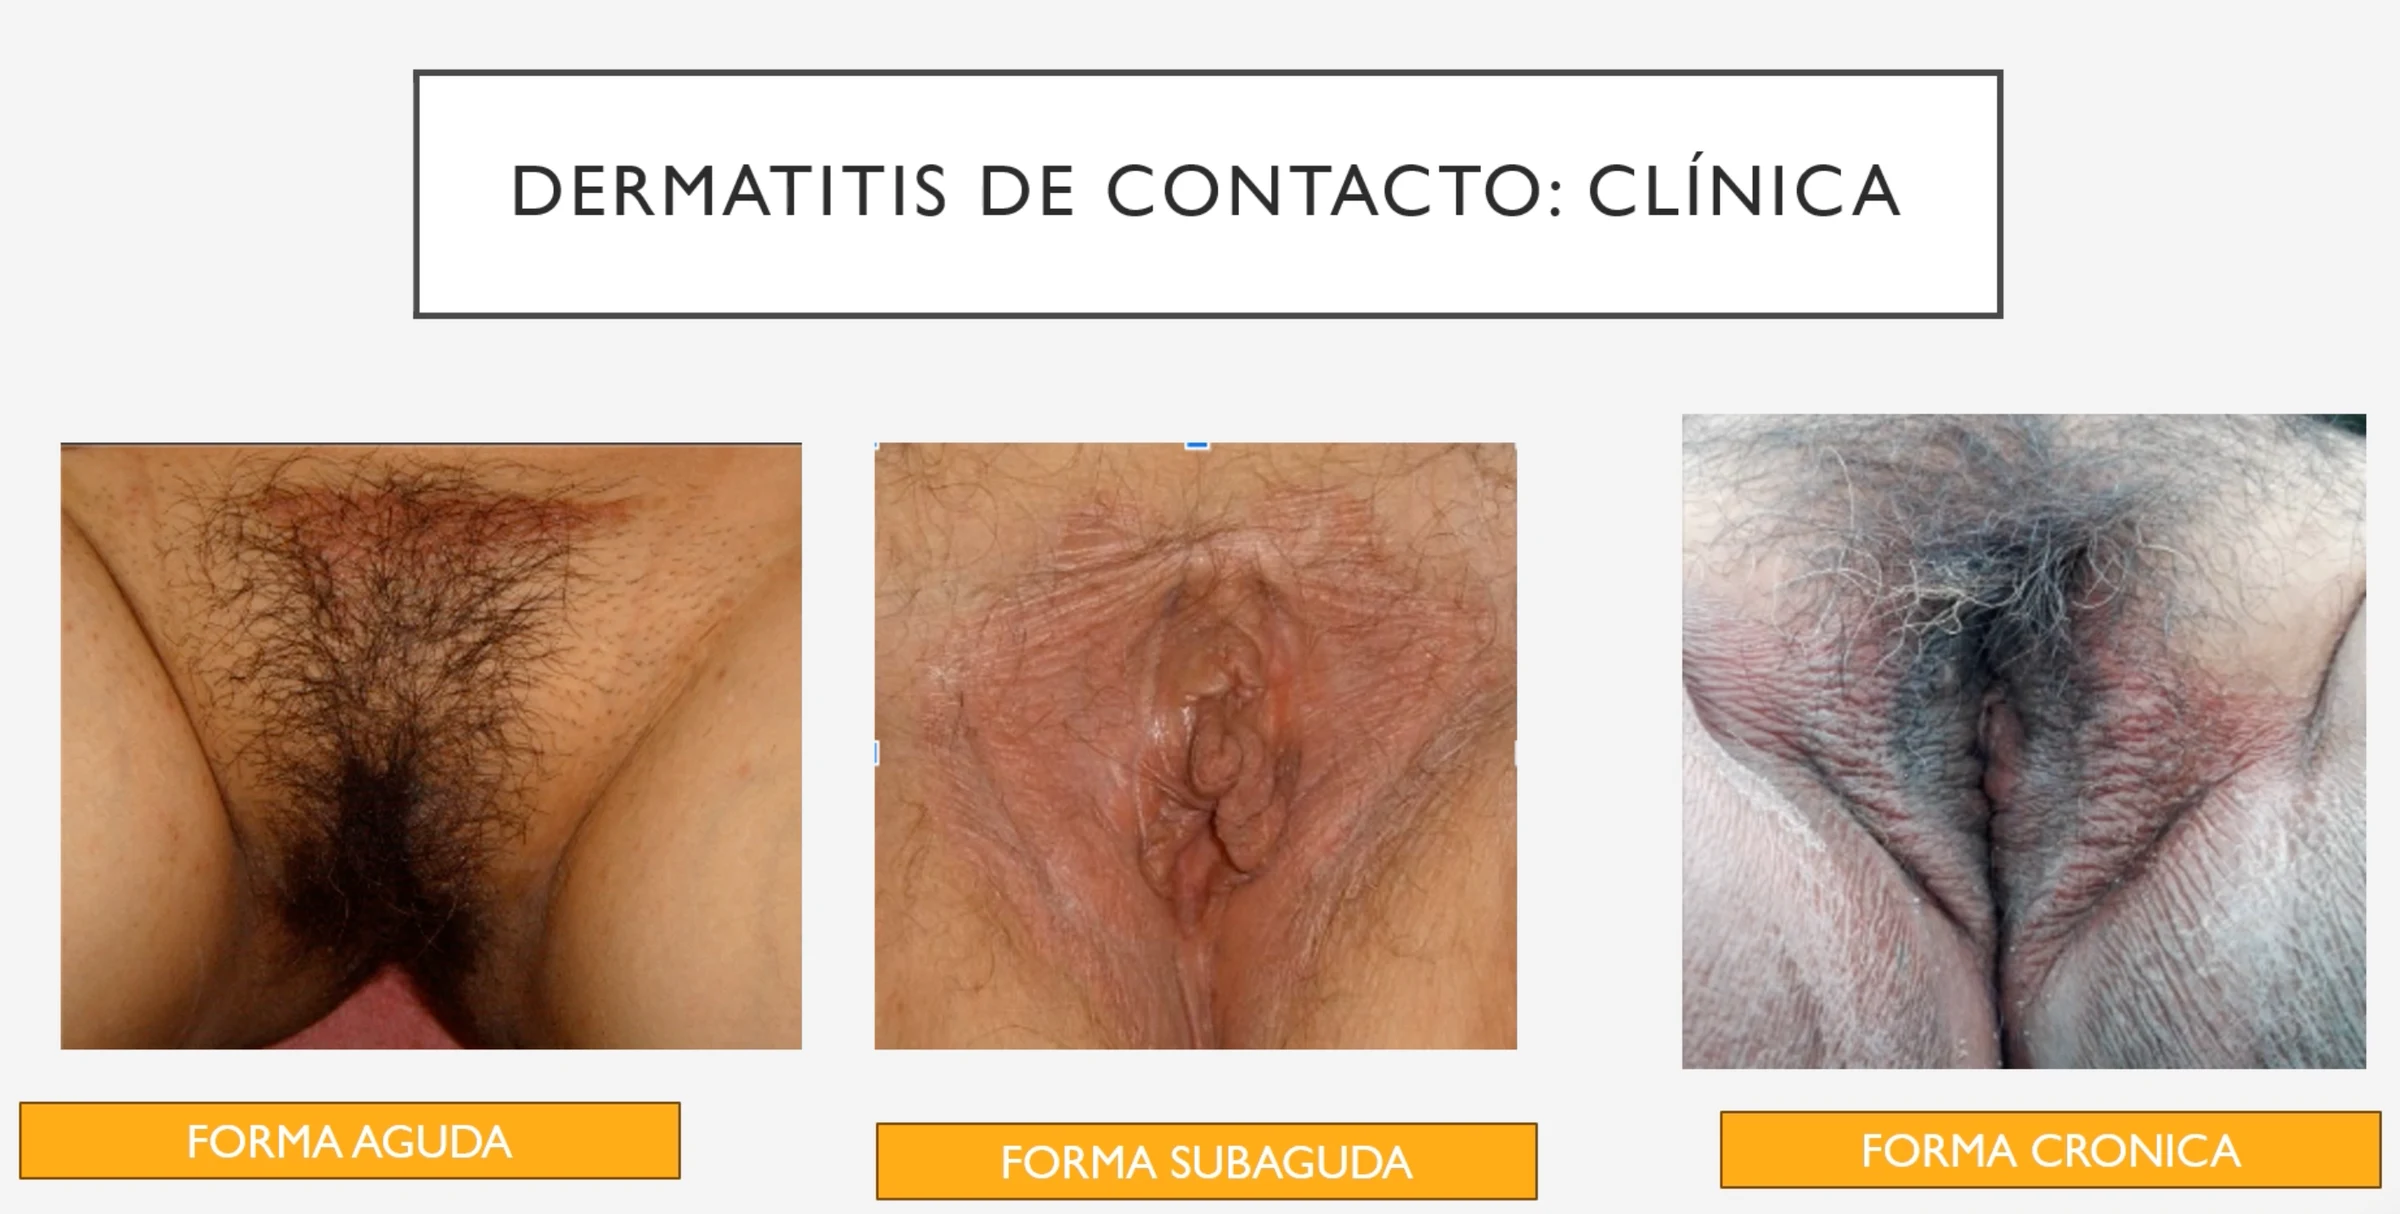 DERMATITIS DE CONTACTO: CLÍNICA
FORMA AGUDA
FORMA SUBAGUDA
FORMA CRONICA